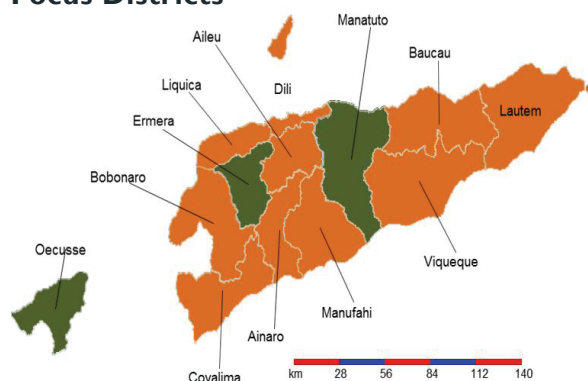 Focus Districts
Manatuto
Aileu
Baucau
Dili
Liquica
Lautem
Ermera
Bobonaro
Oecusse
Viqueque
Manufahi
Ainaro
Covalima
km 28 56 84 112 140